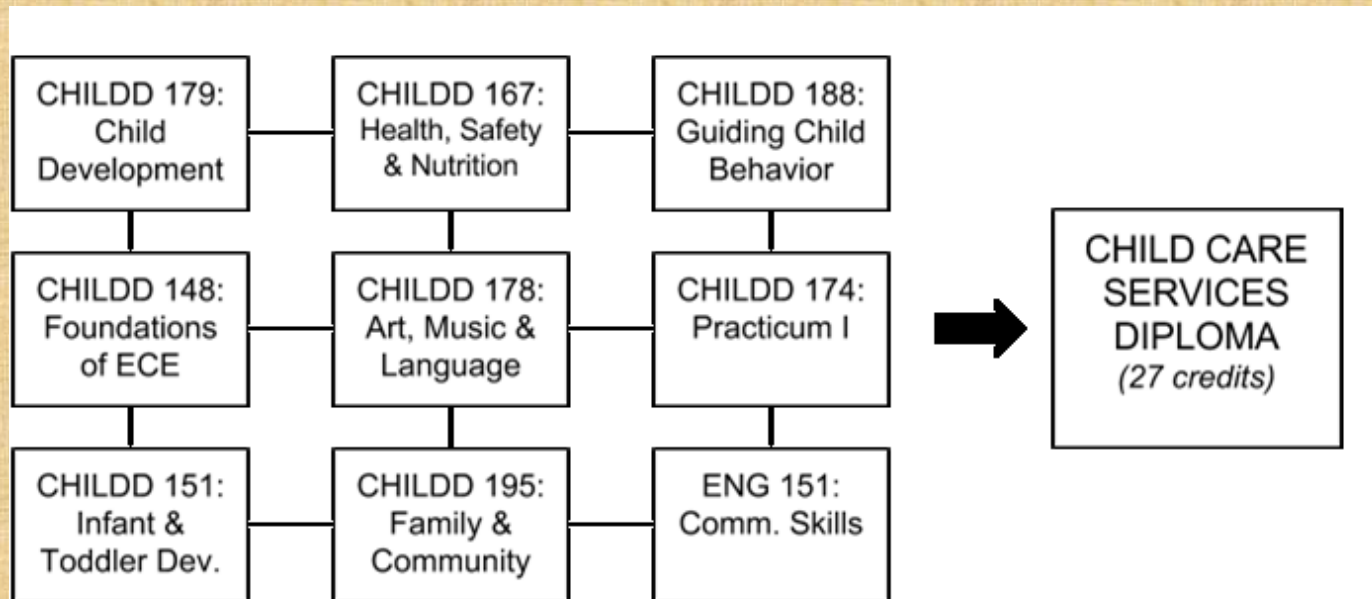 CHILDD 179:
Child
Development
CHILDD 167:
Health, Safety
& Nutrition
CHILDD 188:
Guiding Child
Behavior
CHILDD 148:
Foundations
of ECE
CHILDD 178:
Art, Music &
Language
CHILDD 174:
Practicum I
CHILDD 151:
Infant &
Toddler Dev.
CHILDD 195:
Family &
Community
ENG 151:
Comm. Skills
CHILD CARE
SERVICES
DIPLOMA
(27 credits)